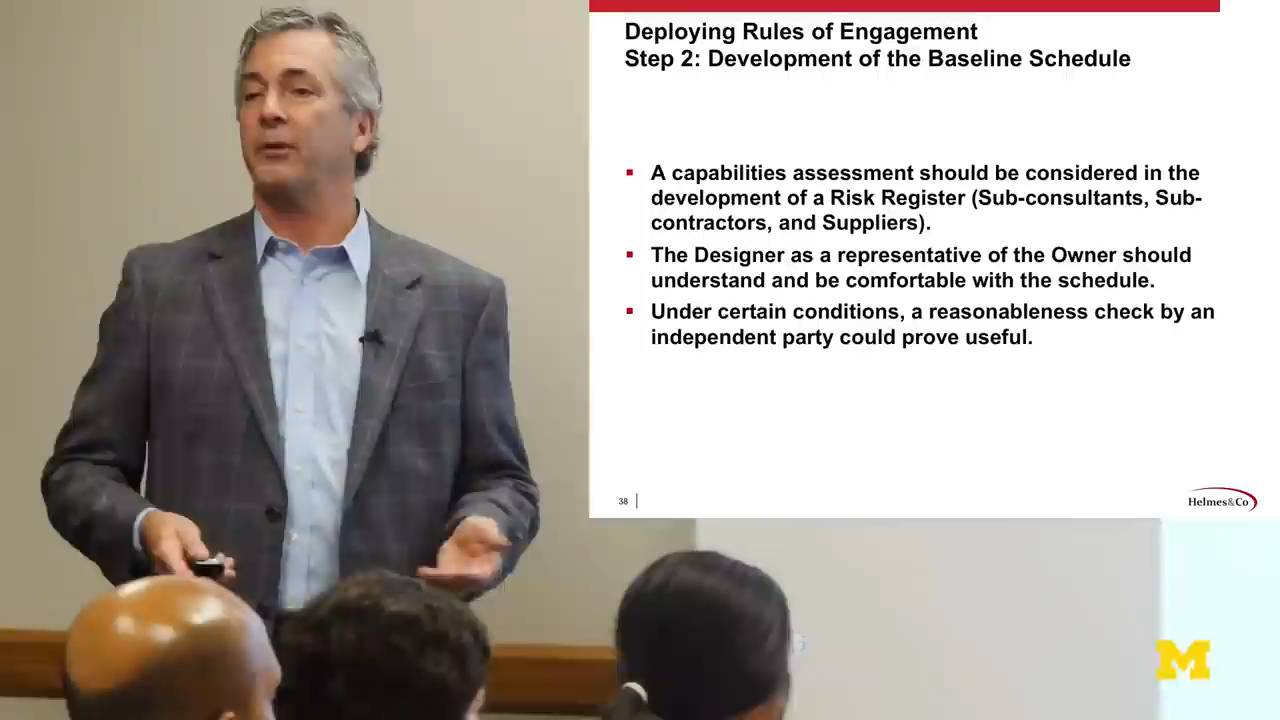 Deploying Rules of Engagement
Step 2: Development of the Baseline Schedule
▪ A capabilities assessment should be considered in the
development of a Risk Register (Sub-consultants, Sub-
contractors, and Suppliers).
▪ The Designer as a representative of the Owner should
understand and be comfortable with the schedule.
▪ Under certain conditions, a reasonableness check by an
independent party could prove useful.
38
Helmes&Co
M